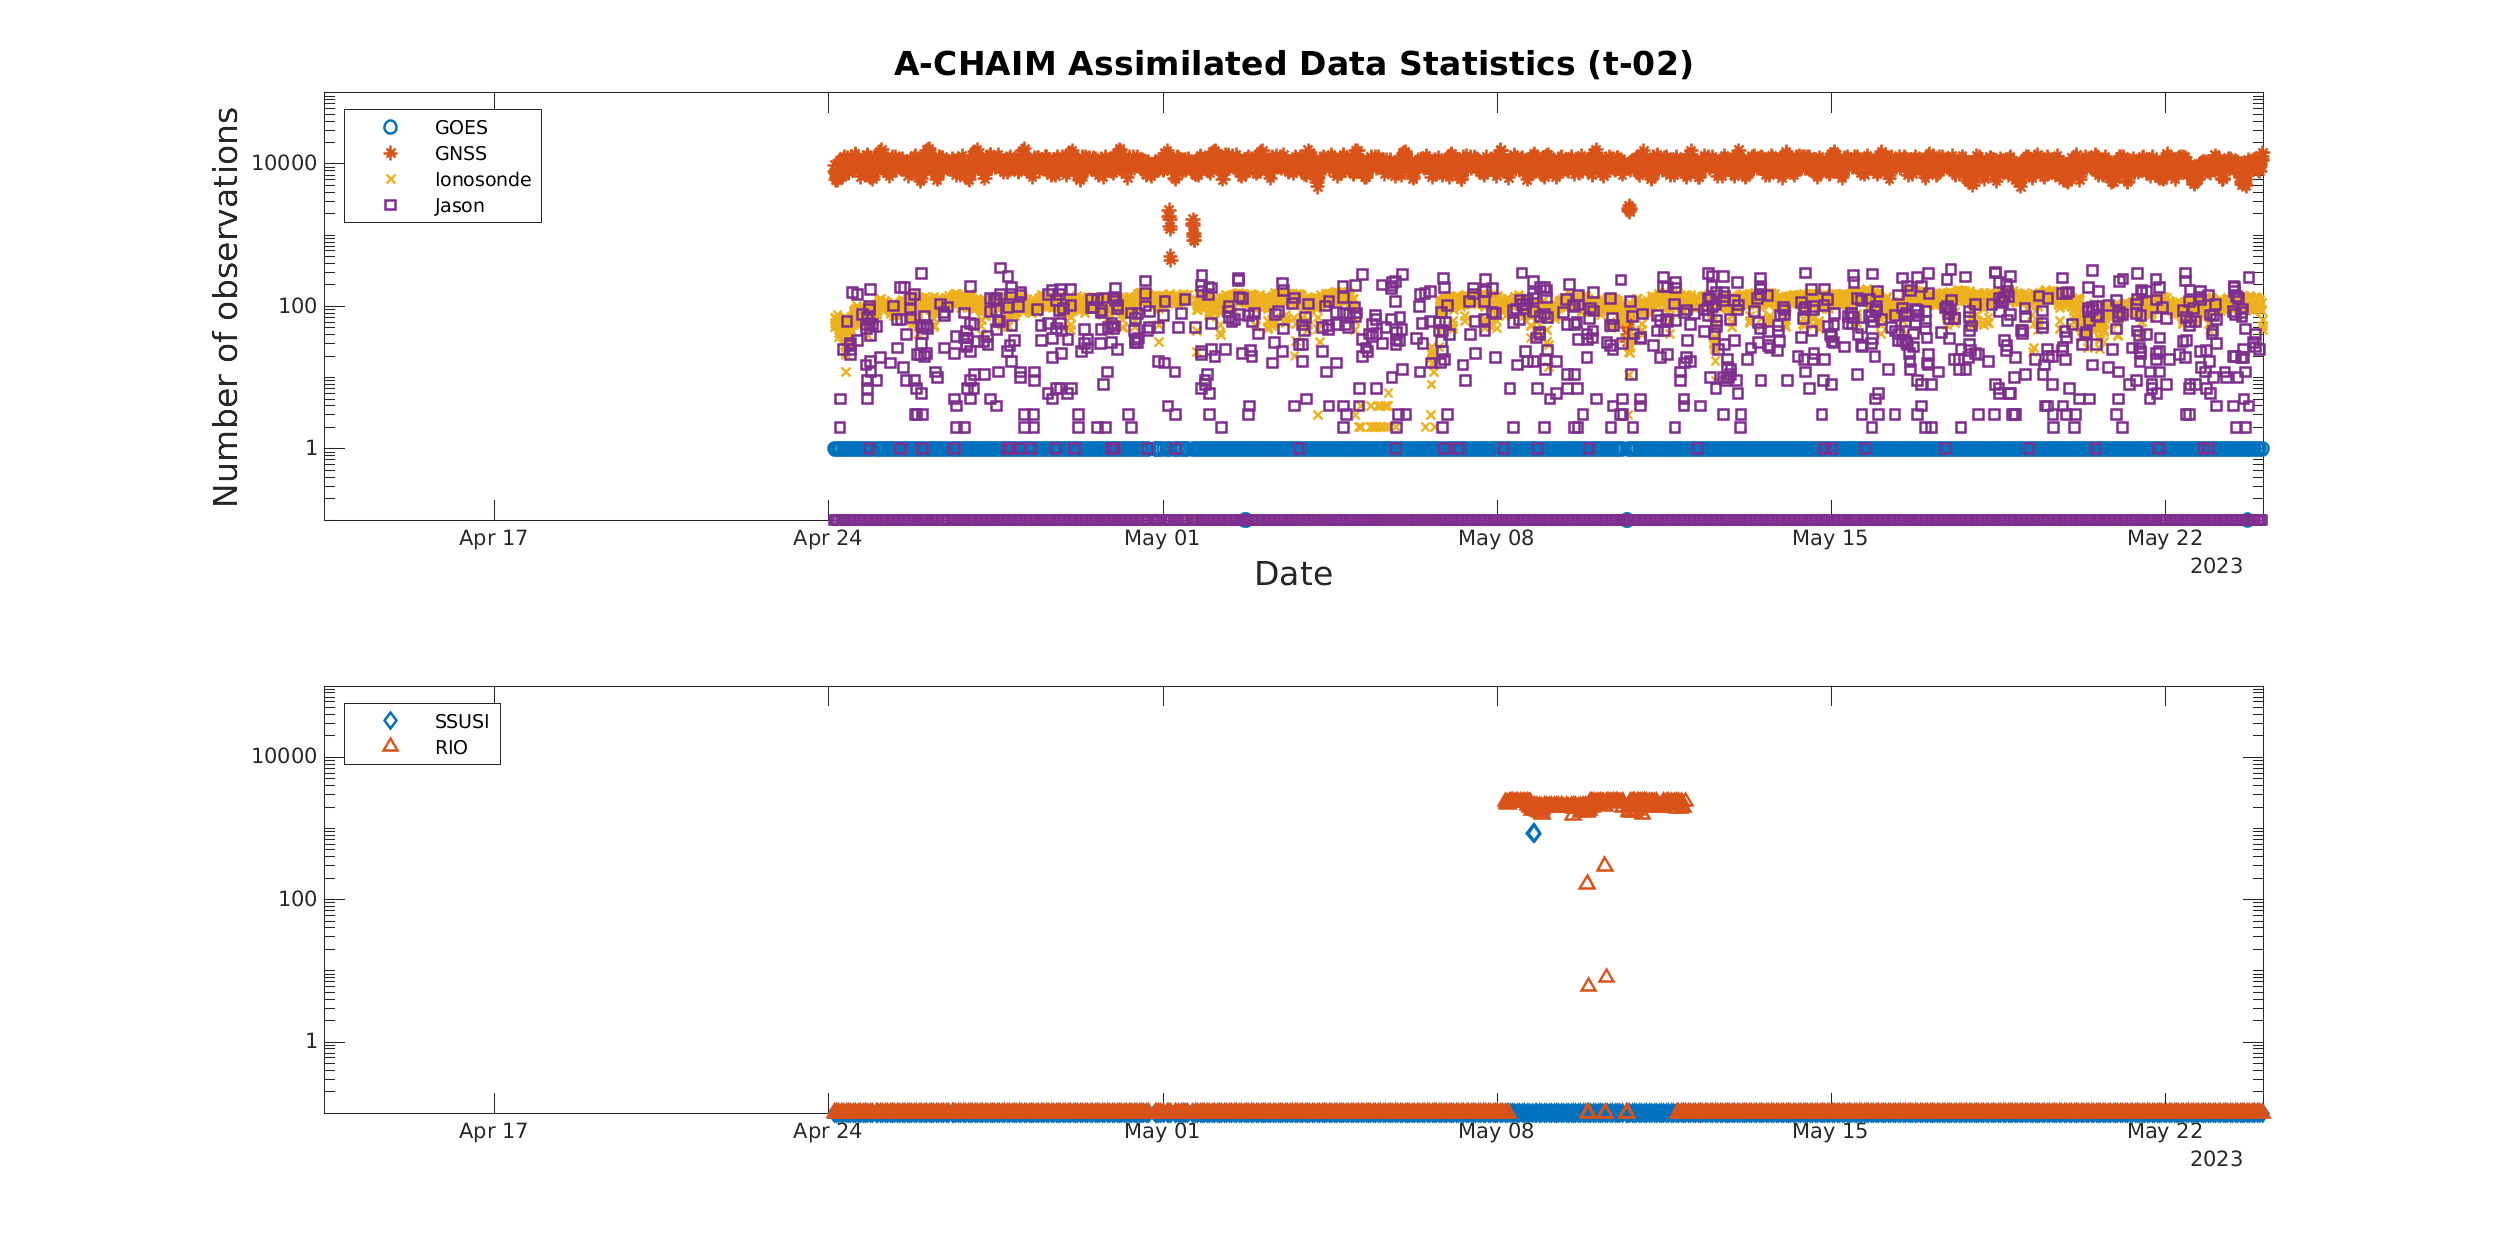 A-CHAIM Assimilated Data Statistics (t-02)
Number of observations
10000
100
1
GOES
GNSS
Ionosonde
Jason
Apr 17
Apr 24
May 01
May 08
May 15
May 22
2023
Date
10000
100
1
SSUSI
RIO
Apr 17
Apr 24
May 01
May 08
May 15
May 22
2023